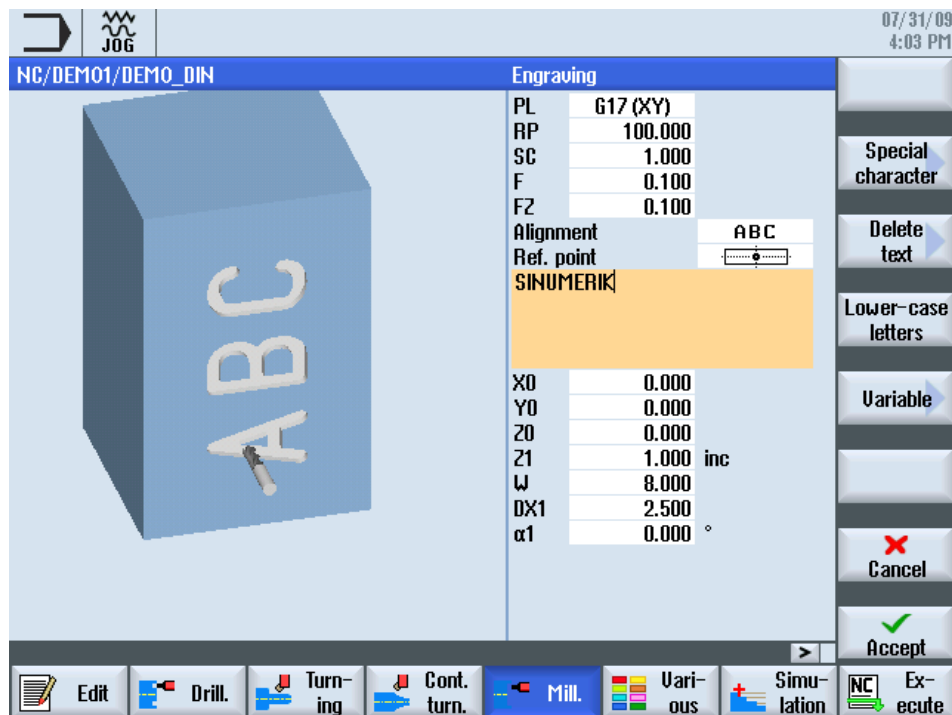 JOG
07/31/09
4:03 PM
NC/DEMO1/DEMO_DIN
Engraving
PL G17 (XY)
RP 100.000
SC 1.000
F 0.100
FZ 0.100
Alignment ABC
Ref. point
SINUMERIK
X0 0.000
Y0 0.000
Z0 0.000
Z1 1.000 inc
W 8.000
DX1 2.500
α1 0.000 °
ABC
Special
character
Delete
text
Lower-case
letters
Variable
Cancel
Accept
>
Edit
Drill.
Turn-
ing
Cont.
turn.
Mill.
Vari-
ous
Simu-
lation
NC
Ex-
ecute